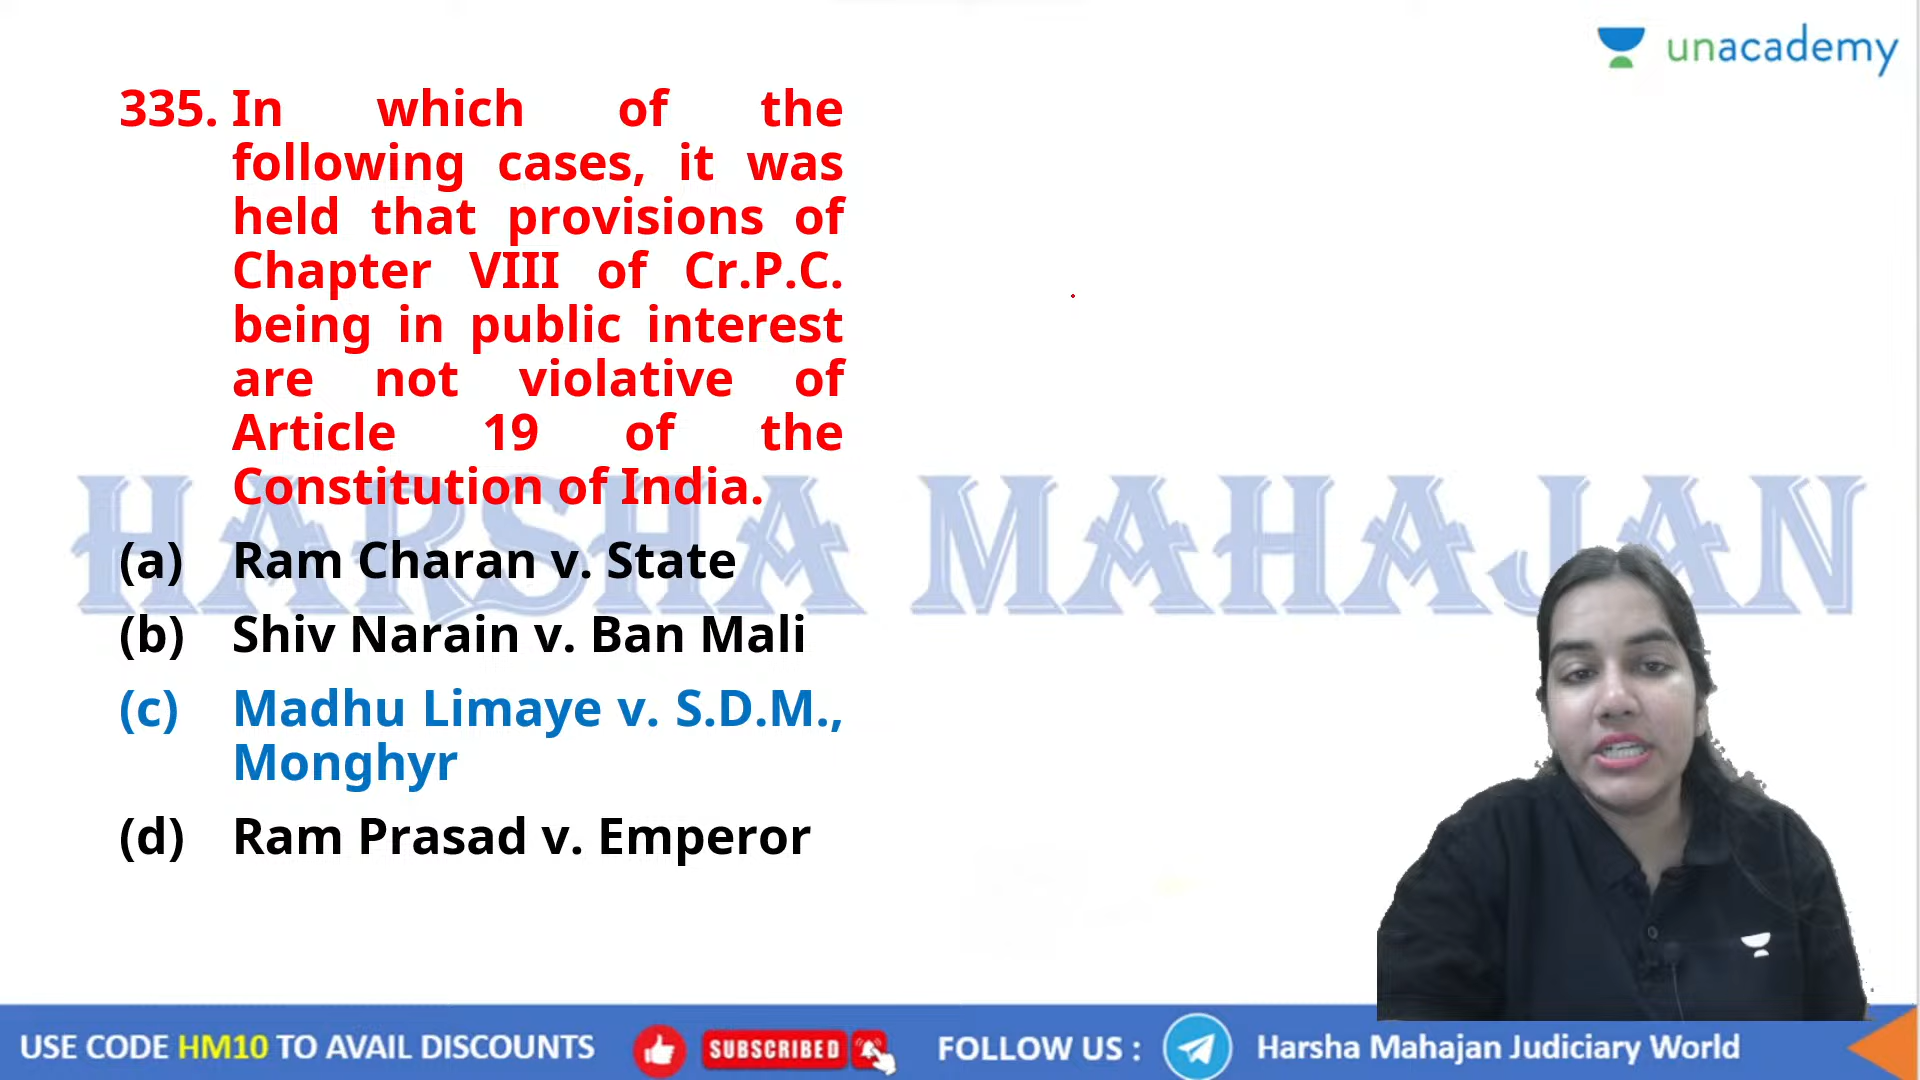 unacademy
335. In which of the
following cases, it was
held that provisions of
Chapter VIII of Cr.P.C.
being in public interest
are not violative of
Article 19 of the
Constitution of India.
HARSHA MAHAJAN
(a) Ram Charan v. State
(b) Shiv Narain v. Ban Mali
(c) Madhu Limaye v. S.D.M.,
Monghyr
(d) Ram Prasad v. Emperor
USE CODE HM10 TO AVAIL DISCOUNTS SUBSCRIBED FOLLOW US : Harsha Mahajan Judiciary World